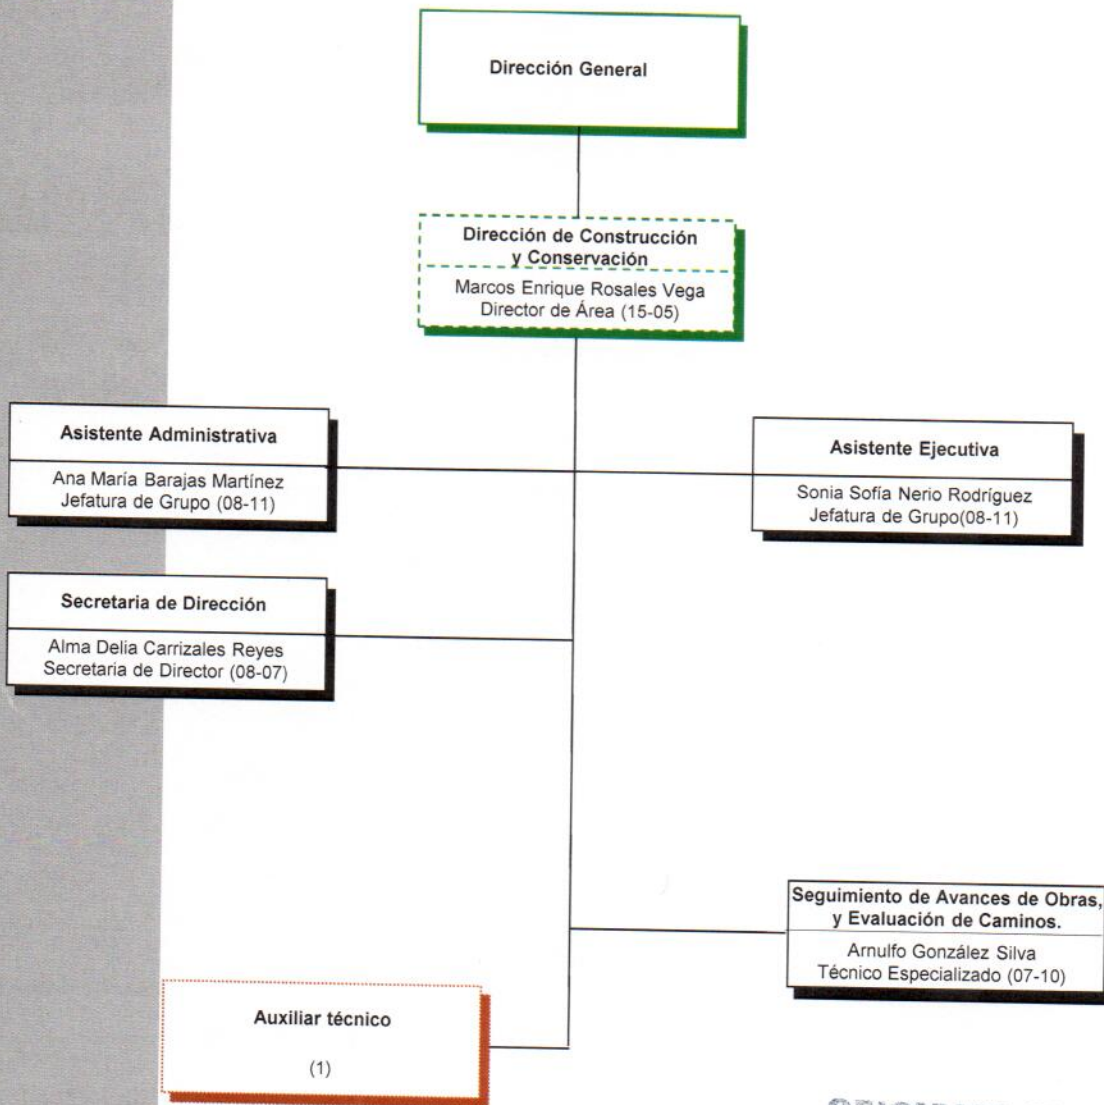 Dirección General
Dirección de Construcción
y Conservación
Marcos Enrique Rosales Vega
Director de Área (15-05)
Asistente Administrativa
Ana María Barajas Martínez
Jefatura de Grupo (08-11)
Asistente Ejecutiva
Sonia Sofía Nerio Rodríguez
Jefatura de Grupo(08-11)
Secretaria de Dirección
Alma Delia Carrizales Reyes
Secretaria de Director (08-07)
Seguimiento de Avances de Obras,
y Evaluación de Caminos.
Arnulfo González Silva
Técnico Especializado (07-10)
Auxiliar técnico
(1)